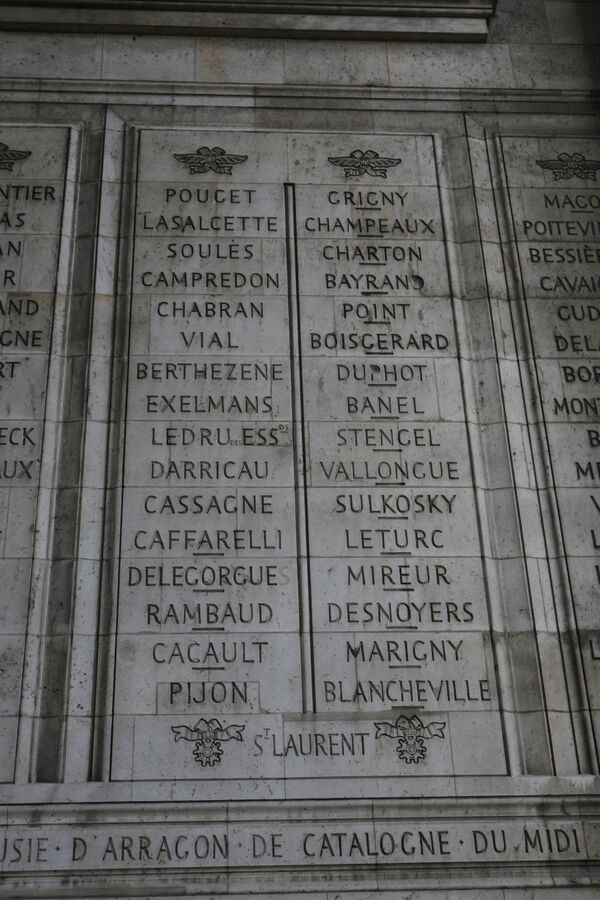 POUGET
LASALCETTE
SOULÈS
CAMPREDON
CHABRAN
VIAL
BERTHEZENE
EXELMANS
LEDRU DES ESSDS
DARRICAU
CASSAGNE
CAFFARELLI
DELEGORGUE
RAMBAUD
CACAULT
PIJON
GRIGNY
CHAMPEAUX
CHARTON
BAYRAND
POINT
BOISGERARD
DUPHOT
BANEL
STENGEL
VALLONGUE
SULKOSKY
LETURC
MIREUR
DESNOYERS
MARIGNY
BLANCHEVILLE
ST LAURENT
D'ARRAGON · DE CATALOGNE · DU MIDI